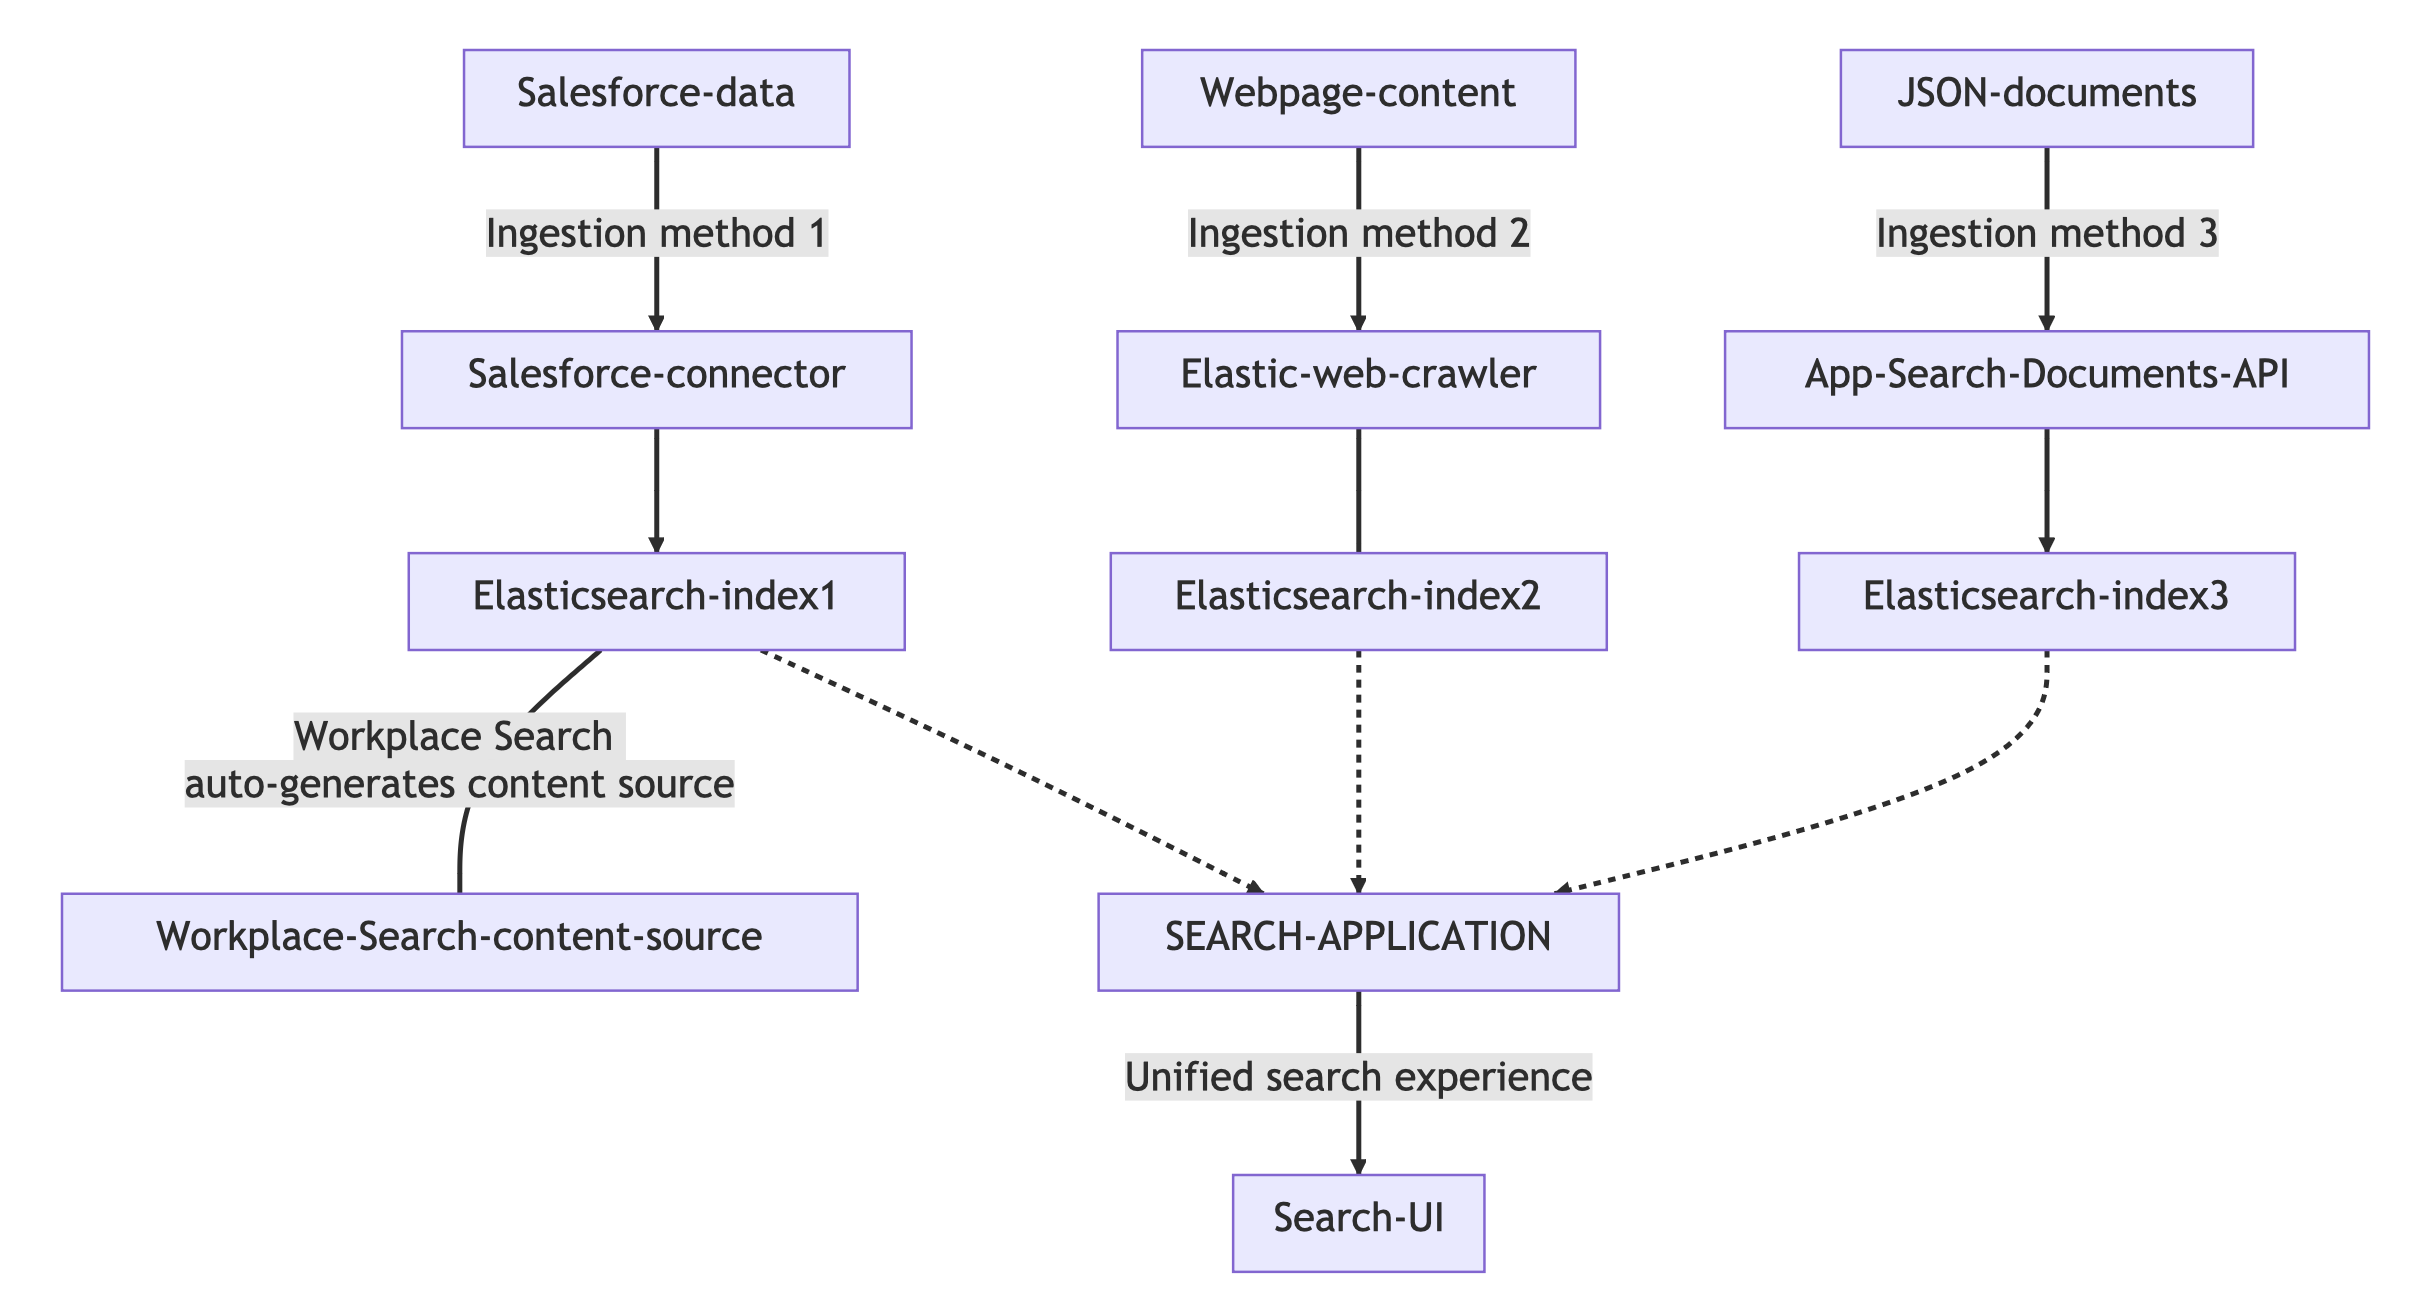 Salesforce-data
Webpage-content
JSON-documents
Ingestion method 1
Ingestion method 2
Ingestion method 3
Salesforce-connector
Elastic-web-crawler
App-Search-Documents-API
Elasticsearch-index1
Elasticsearch-index2
Elasticsearch-index3
Workplace Search
auto-generates content source
Workplace-Search-content-source
SEARCH-APPLICATION
Unified search experience
Search-UI